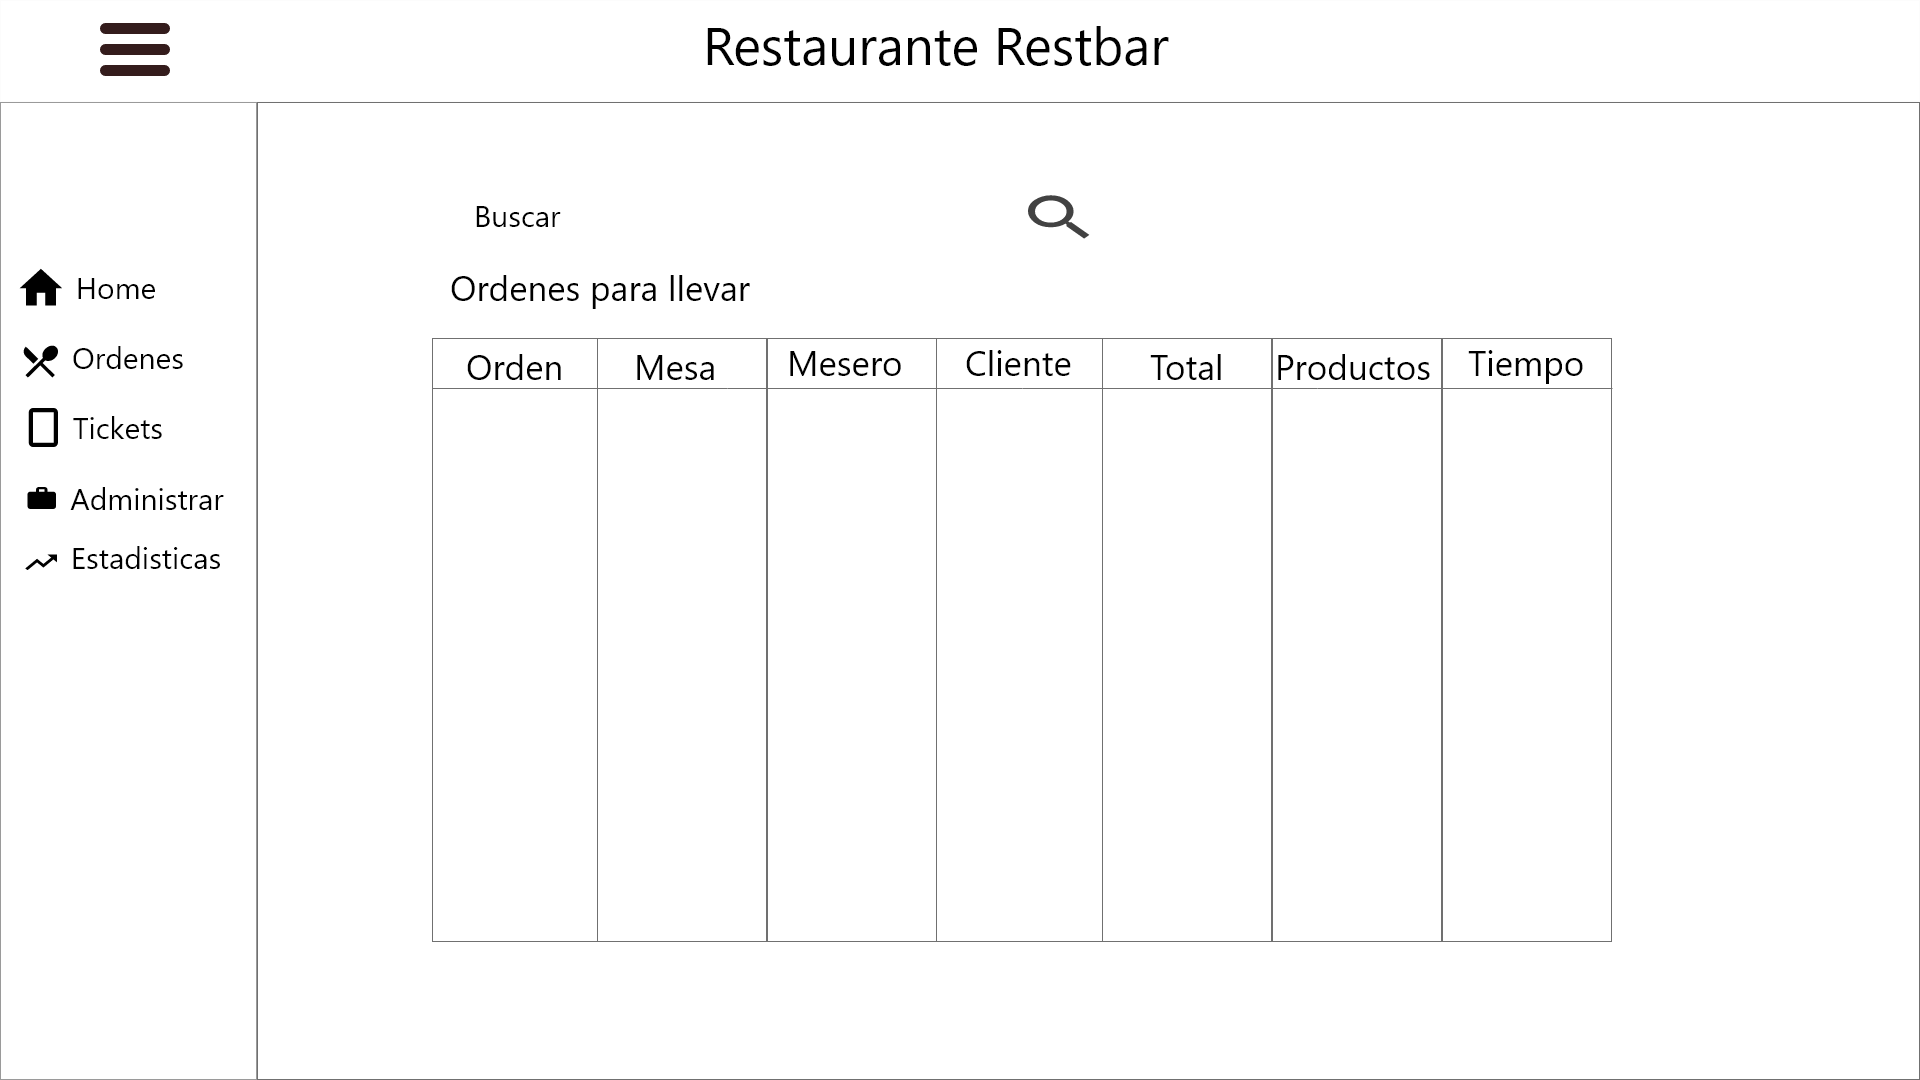 Restaurante Restbar
Buscar
Ordenes para llevar
Home
Ordenes
Tickets
Administrar
Estadisticas
Orden Mesa Mesero Cliente Total Productos Tiempo